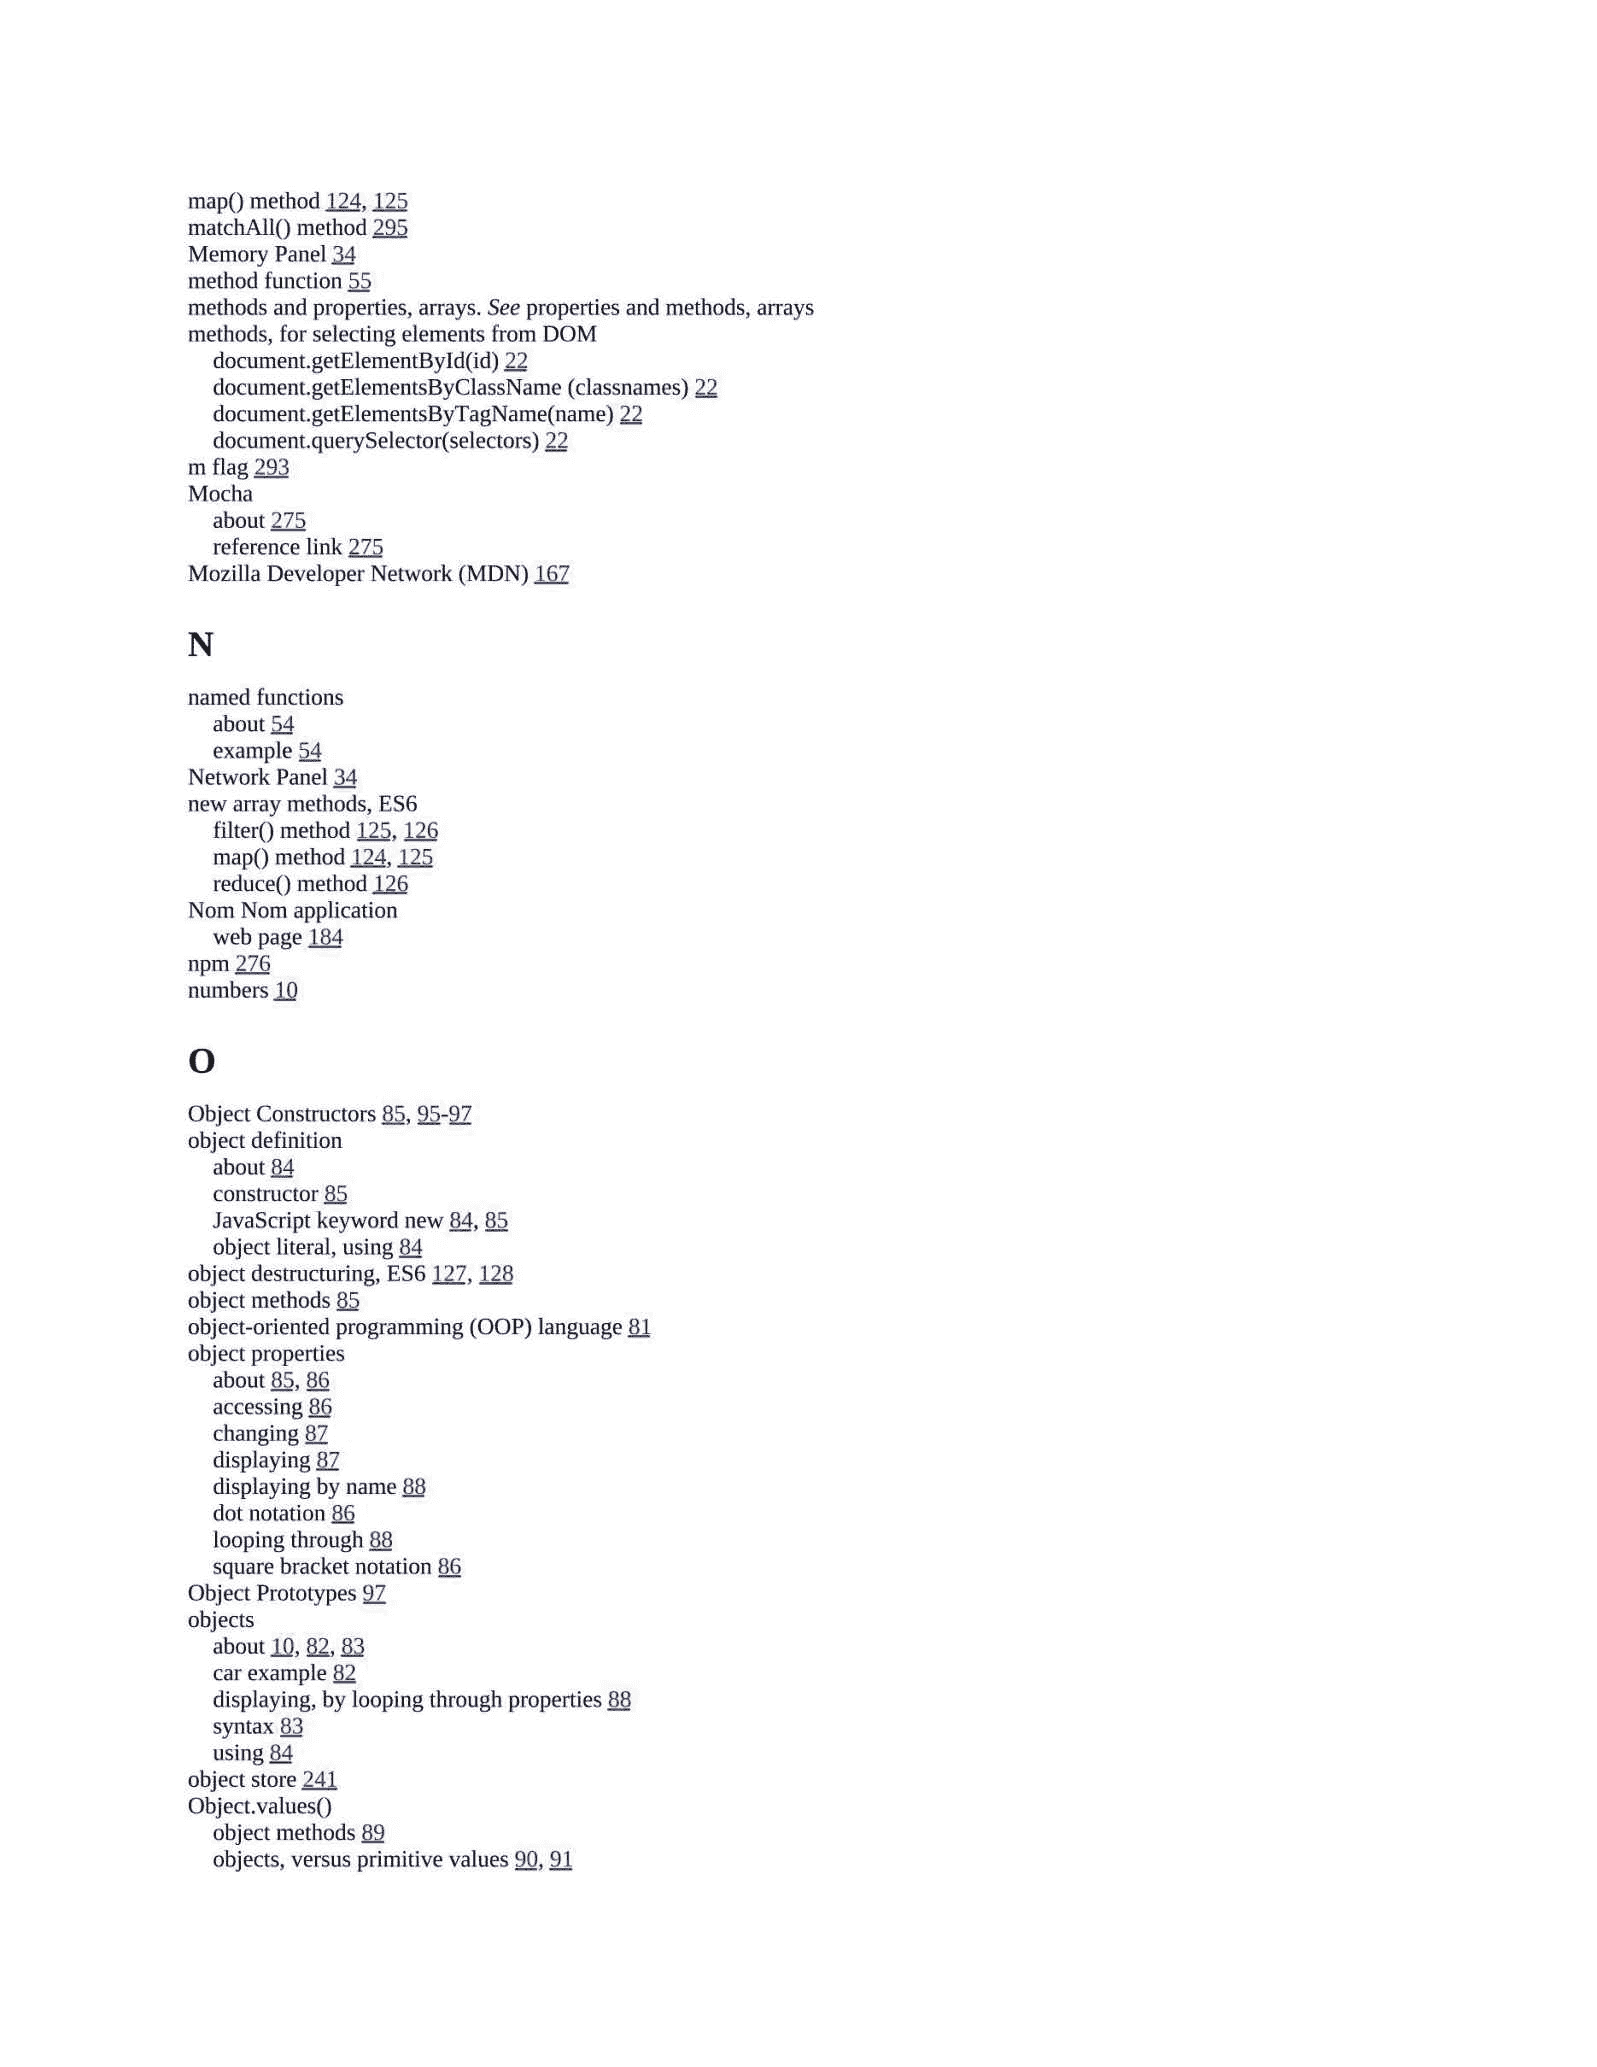 map() method 124, 125
matchAll() method 295
Memory Panel 34
method function 55
methods and properties, arrays. See properties and methods, arrays
methods, for selecting elements from DOM
document.getElementById(id) 22
document.getElementsByClassName (classnames) 22
document.getElementsByTagName(name) 22
document.querySelector(selectors) 22
m flag 293
Mocha
about 275
reference link 275
Mozilla Developer Network (MDN) 167
N
named functions
about 54
example 54
Network Panel 34
new array methods, ES6
filter() method 125, 126
map() method 124, 125
reduce() method 126
Nom Nom application
web page 184
npm 276
numbers 10
O
Object Constructors 85, 95-97
object definition
about 84
constructor 85
JavaScript keyword new 84, 85
object literal, using 84
object destructuring, ES6 127, 128
object methods 85
object-oriented programming (OOP) language 81
object properties
about 85, 86
accessing 86
changing 87
displaying 87
displaying by name 88
dot notation 86
looping through 88
square bracket notation 86
Object Prototypes 97
objects
about 10, 82, 83
car example 82
displaying, by looping through properties 88
syntax 83
using 84
object store 241
Object.values()
object methods 89
objects, versus primitive values 90, 91